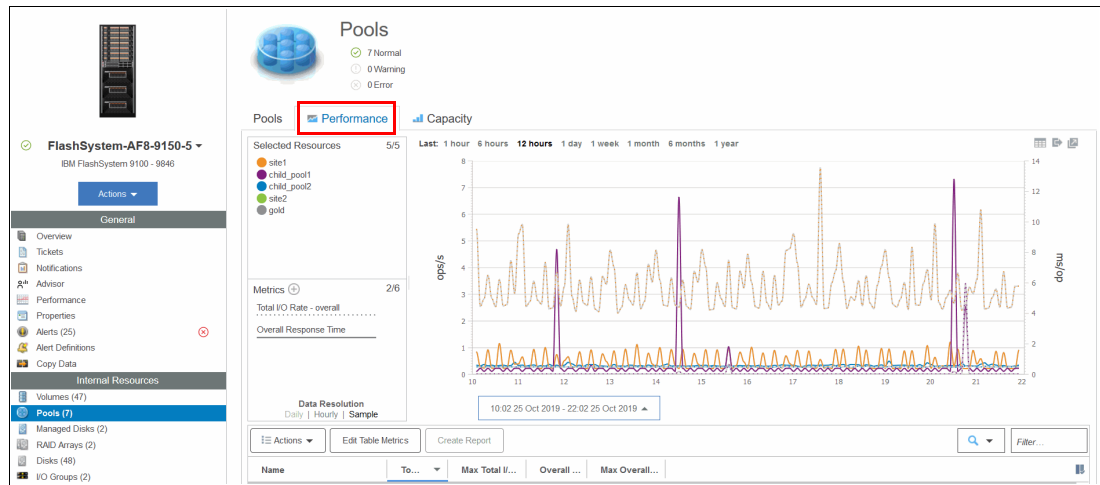 Pools
7 Normal
0 Warning
0 Error
FlashSystem-AF8-9150-5
IBM FlashSystem 9100 - 9846
Actions
General
Overview
Tickets
Notifications
Advisor
Performance
Properties
Alerts (25)
Alert Definitions
Copy Data
Internal Resources
Volumes (47)
Pools (7)
Managed Disks (2)
RAID Arrays (2)
Disks (48)
I/O Groups (2)
Pools Performance Capacity
Selected Resources 5/5
site1
child_pool1
child_pool2
site2
gold
Metrics 2/6
Total I/O Rate - overall
Overall Response Time
Data Resolution
Daily | Hourly | Sample
Last: 1 hour 6 hours 12 hours 1 day 1 week 1 month 6 months 1 year
8
7
6
5
4
3
2
1
0
ops/s
14
12
10
8
6
4
2
0
ms/op
10 11 12 13 14 15 16 17 18 19 20 21 22
10:02 25 Oct 2019 - 22:02 25 Oct 2019
Actions Edit Table Metrics Create Report Filter...
Name To... Max Total I/... Overall ... Max Overall...